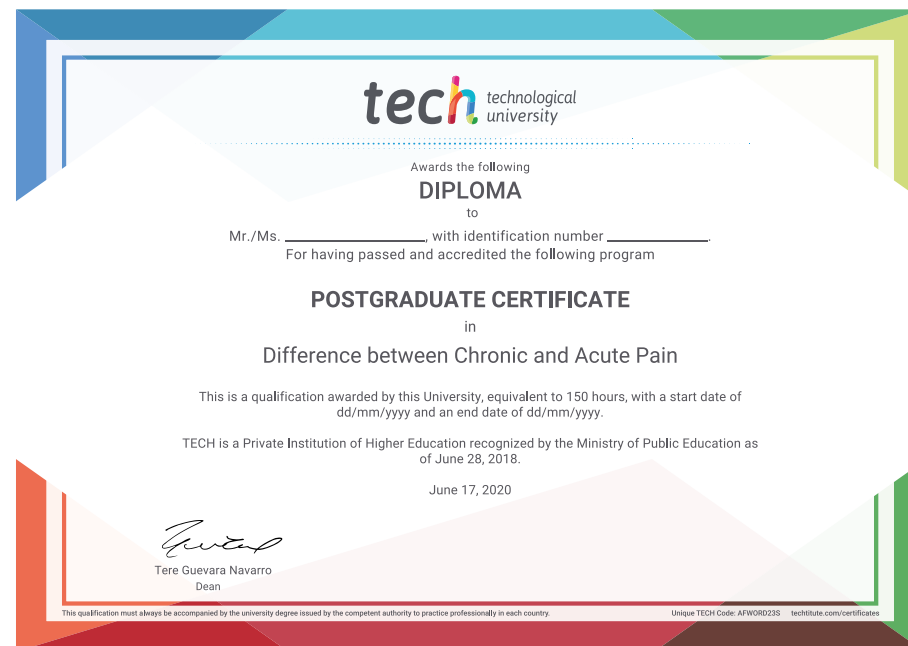 tech technological
university
Awards the following
DIPLOMA
to
Mr./Ms. ____________, with identification number ____________.
For having passed and accredited the following program
POSTGRADUATE CERTIFICATE
in
Difference between Chronic and Acute Pain
This is a qualification awarded by this University, equivalent to 150 hours, with a start date of
dd/mm/yyyy and an end date of dd/mm/yyyy.
TECH is a Private Institution of Higher Education recognized by the Ministry of Public Education as
of June 28, 2018.
June 17, 2020
Tere Guevara Navarro
Dean
This qualification must always be accompanied by the university degree issued by the competent authority to practice professionally in each country. Unique TECH Code: AFWORD23S techtitute.com/certificates